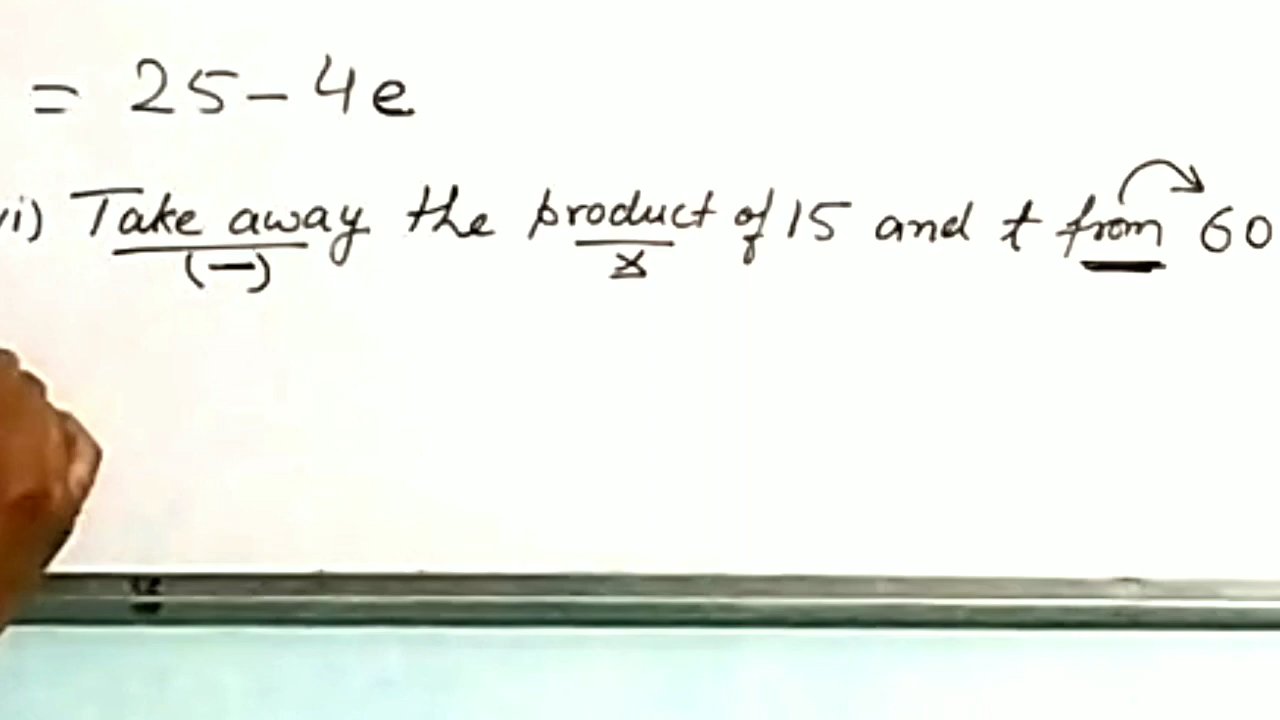 = 25-4e
vi) Take away the product of 15 and t from 60
(-) x